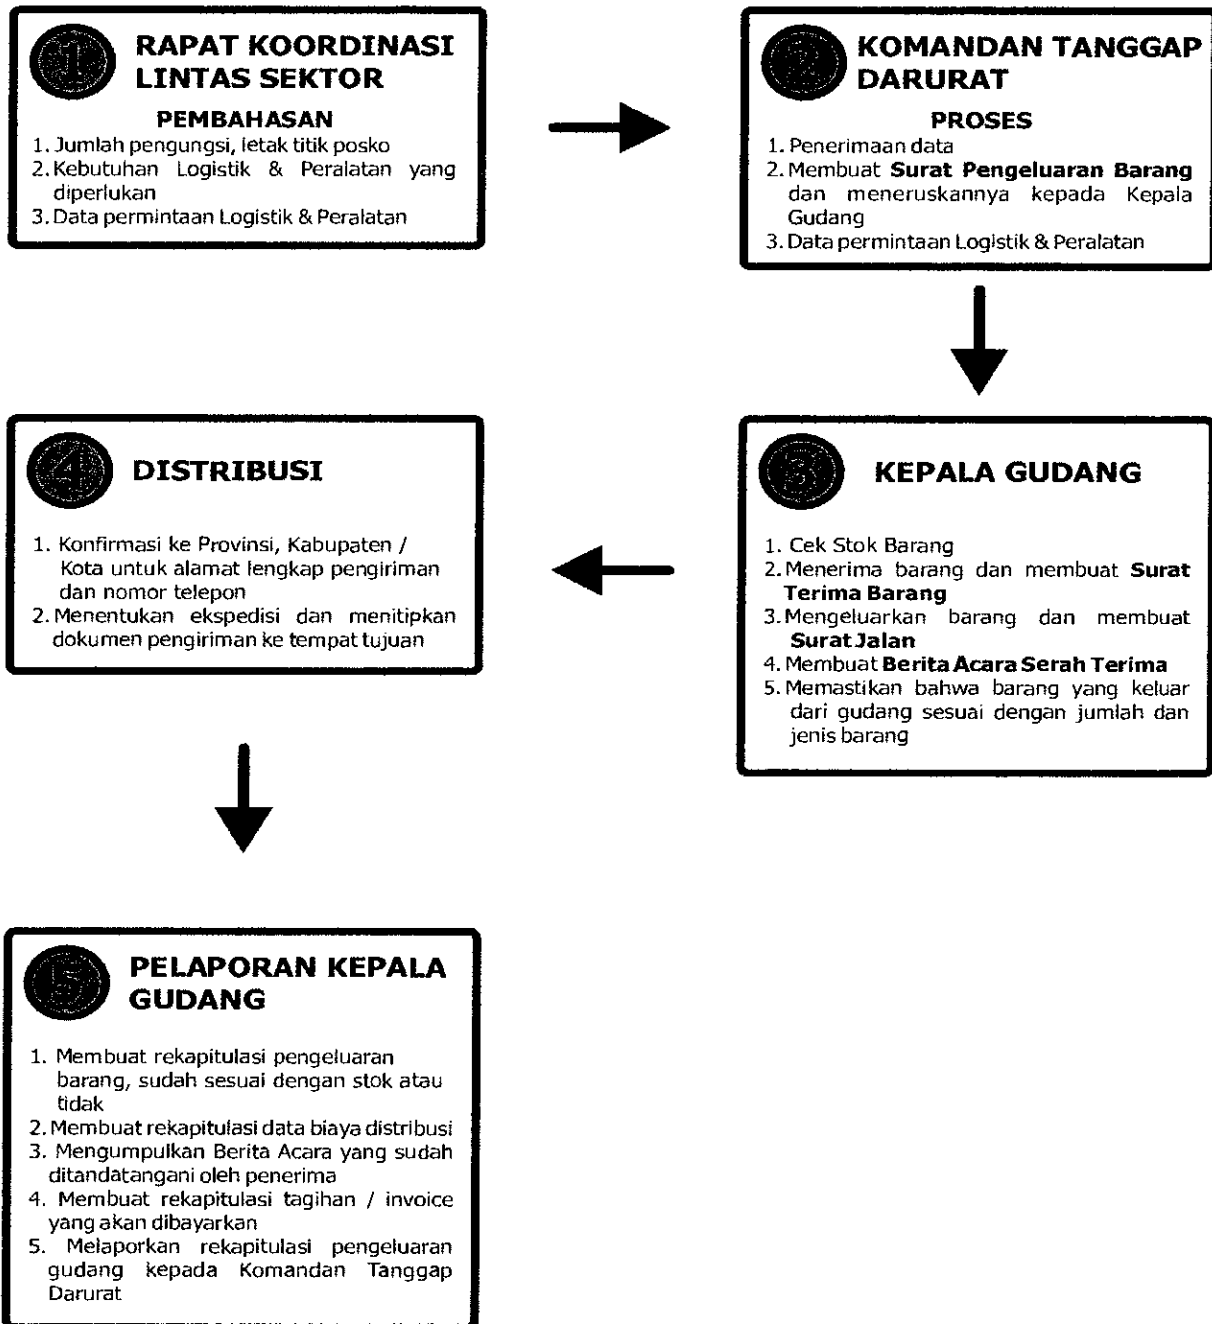 1
RAPAT KOORDINASI
LINTAS SEKTOR
PEMBAHASAN
1. Jumlah pengungsi, letak titik posko
2. Kebutuhan Logistik & Peralatan yang
diperlukan
3. Data permintaan Logistik & Peralatan
2
KOMANDAN TANGGAP
DARURAT
PROSES
1. Penerimaan data
2. Membuat Surat Pengeluaran Barang
dan meneruskannya kepada Kepala
Gudang
3. Data permintaan Logistik & Peralatan
3
KEPALA GUDANG
1. Cek Stok Barang
2. Menerima barang dan membuat Surat
Terima Barang
3. Mengeluarkan barang dan membuat
Surat Jalan
4. Membuat Berita Acara Serah Terima
5. Memastikan bahwa barang yang keluar
dari gudang sesuai dengan jumlah dan
jenis barang
4
DISTRIBUSI
1. Konfirmasi ke Provinsi, Kabupaten /
Kota untuk alamat lengkap pengiriman
dan nomor telepon
2. Menentukan ekspedisi dan menitipkan
dokumen pengiriman ke tempat tujuan
5
PELAPORAN KEPALA
GUDANG
1. Membuat rekapitulasi pengeluaran
barang, sudah sesuai dengan stok atau
tidak
2. Membuat rekapitulasi data biaya distribusi
3. Mengumpulkan Berita Acara yang sudah
ditandatangani oleh penerima
4. Membuat rekapitulasi tagihan / invoice
yang akan dibayarkan
5. Melaporkan rekapitulasi pengeluaran
gudang kepada Komandan Tanggap
Darurat